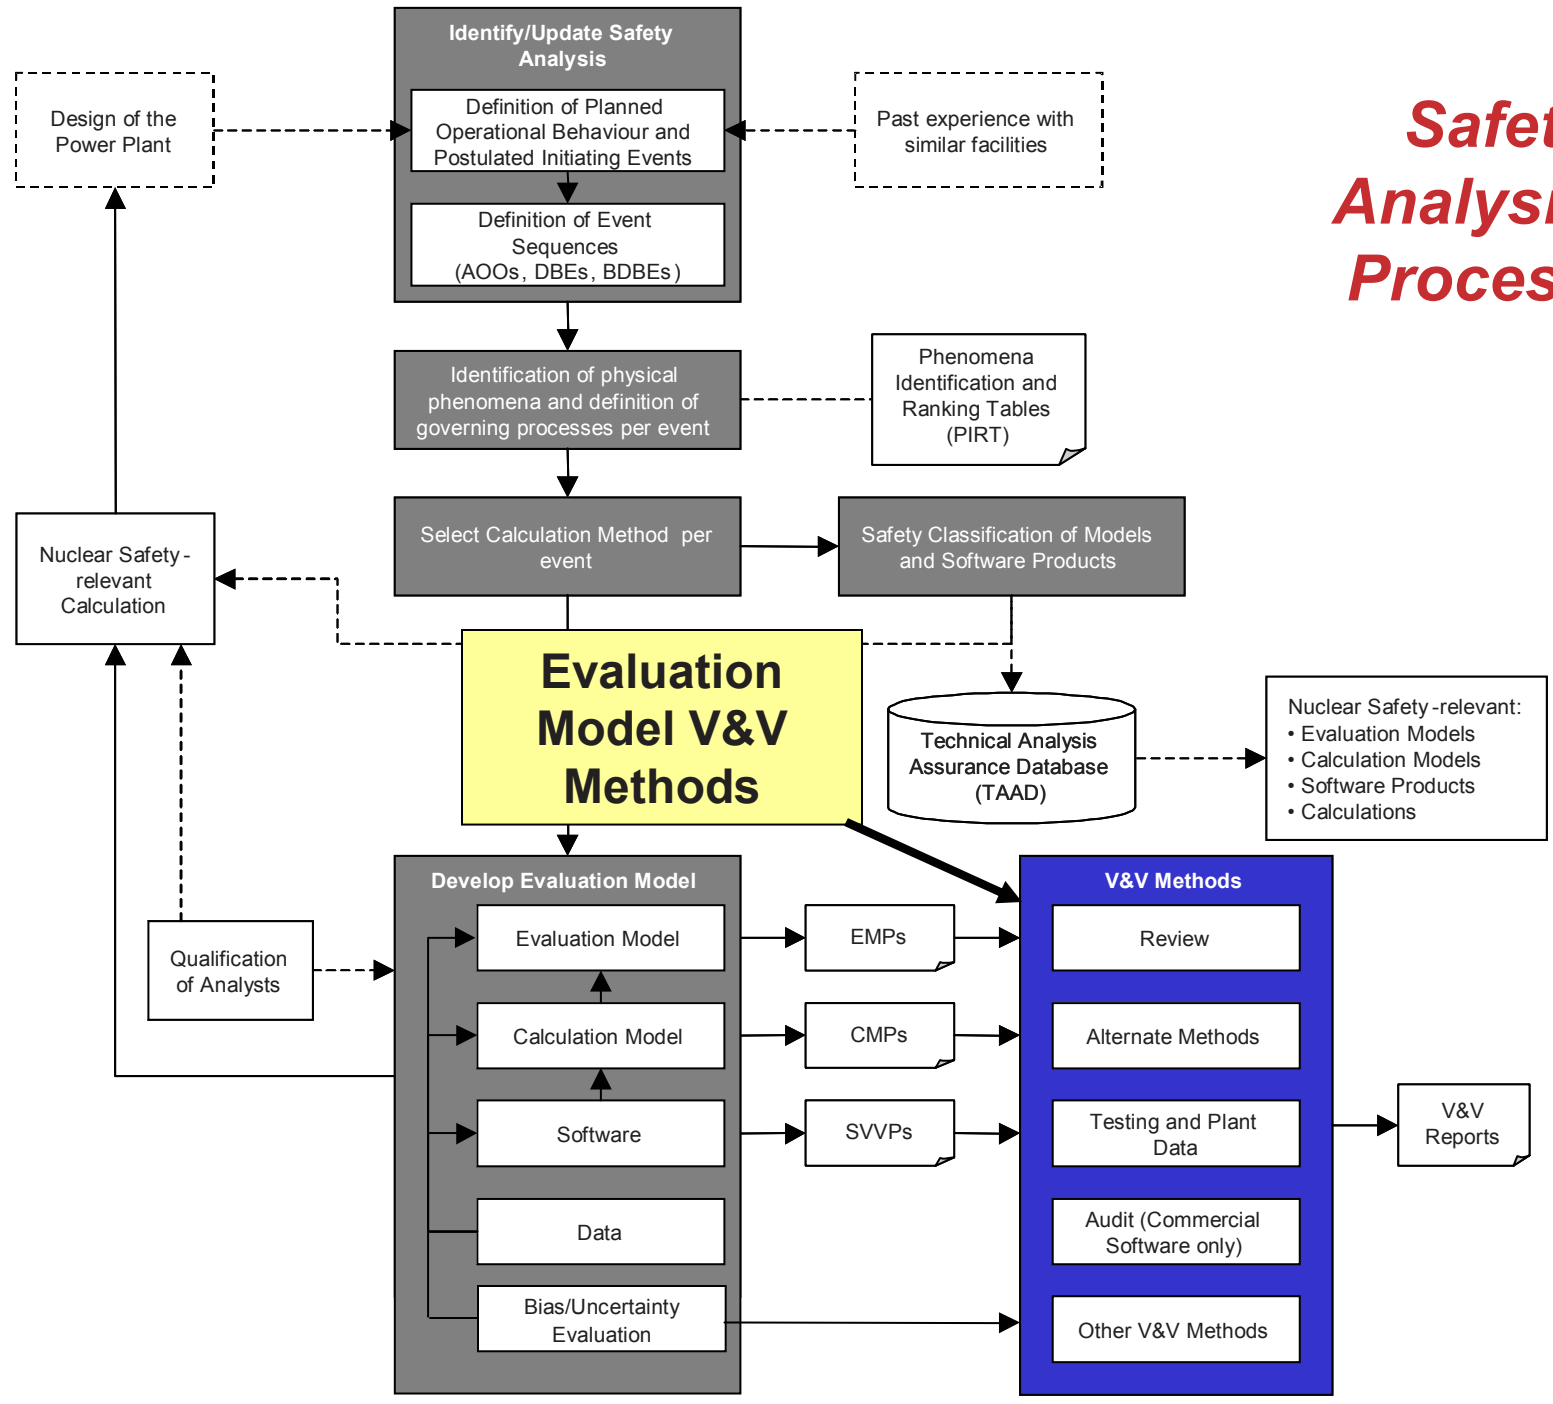 Identify/Update Safety
Analysis
Design of the
Power Plant
Definition of Planned
Operational Behaviour and
Postulated Initiating Events
Past experience with
similar facilities
Safet
Analysi
Proces
Definition of Event
Sequences
(AOOs, DBEs, BDBEs)
Identification of physical
phenomena and definition of
governing processes per event
Phenomena
Identification and
Ranking Tables
(PIRT)
Select Calculation Method per
event
Safety Classification of Models
and Software Products
Nuclear Safety-
relevant
Calculation
Evaluation
Model V&V
Methods
Technical Analysis
Assurance Database
(TAAD)
Nuclear Safety-relevant:
• Evaluation Models
• Calculation Models
• Software Products
• Calculations
Develop Evaluation Model
V&V Methods
Qualification
of Analysts
Evaluation Model
EMPs
Review
Calculation Model
CMPs
Alternate Methods
Software
SVVPs
Testing and Plant
Data
V&V
Reports
Data
Audit (Commercial
Software only)
Bias/Uncertainty
Evaluation
Other V&V Methods